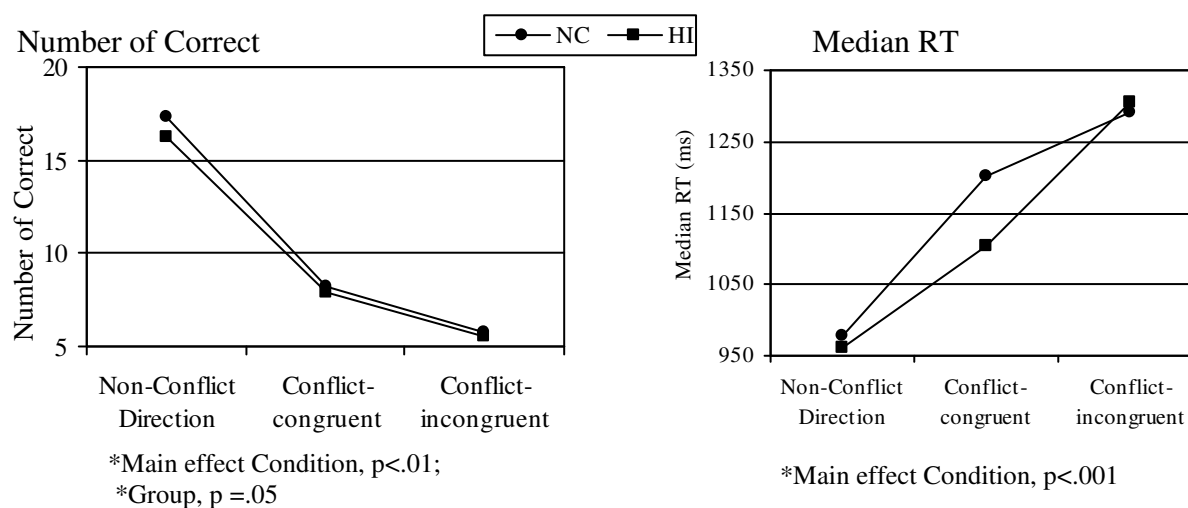 Number of Correct
NC HI
Median RT
Number of Correct
20
15
10
5
Non-Conflict Direction
Conflict-congruent
Conflict-incongruent
*Main effect Condition, p<.01;
*Group, p =.05
Median RT (ms)
1350
1250
1150
1050
950
Non-Conflict Direction
Conflict-congruent
Conflict-incongruent
*Main effect Condition, p<.001